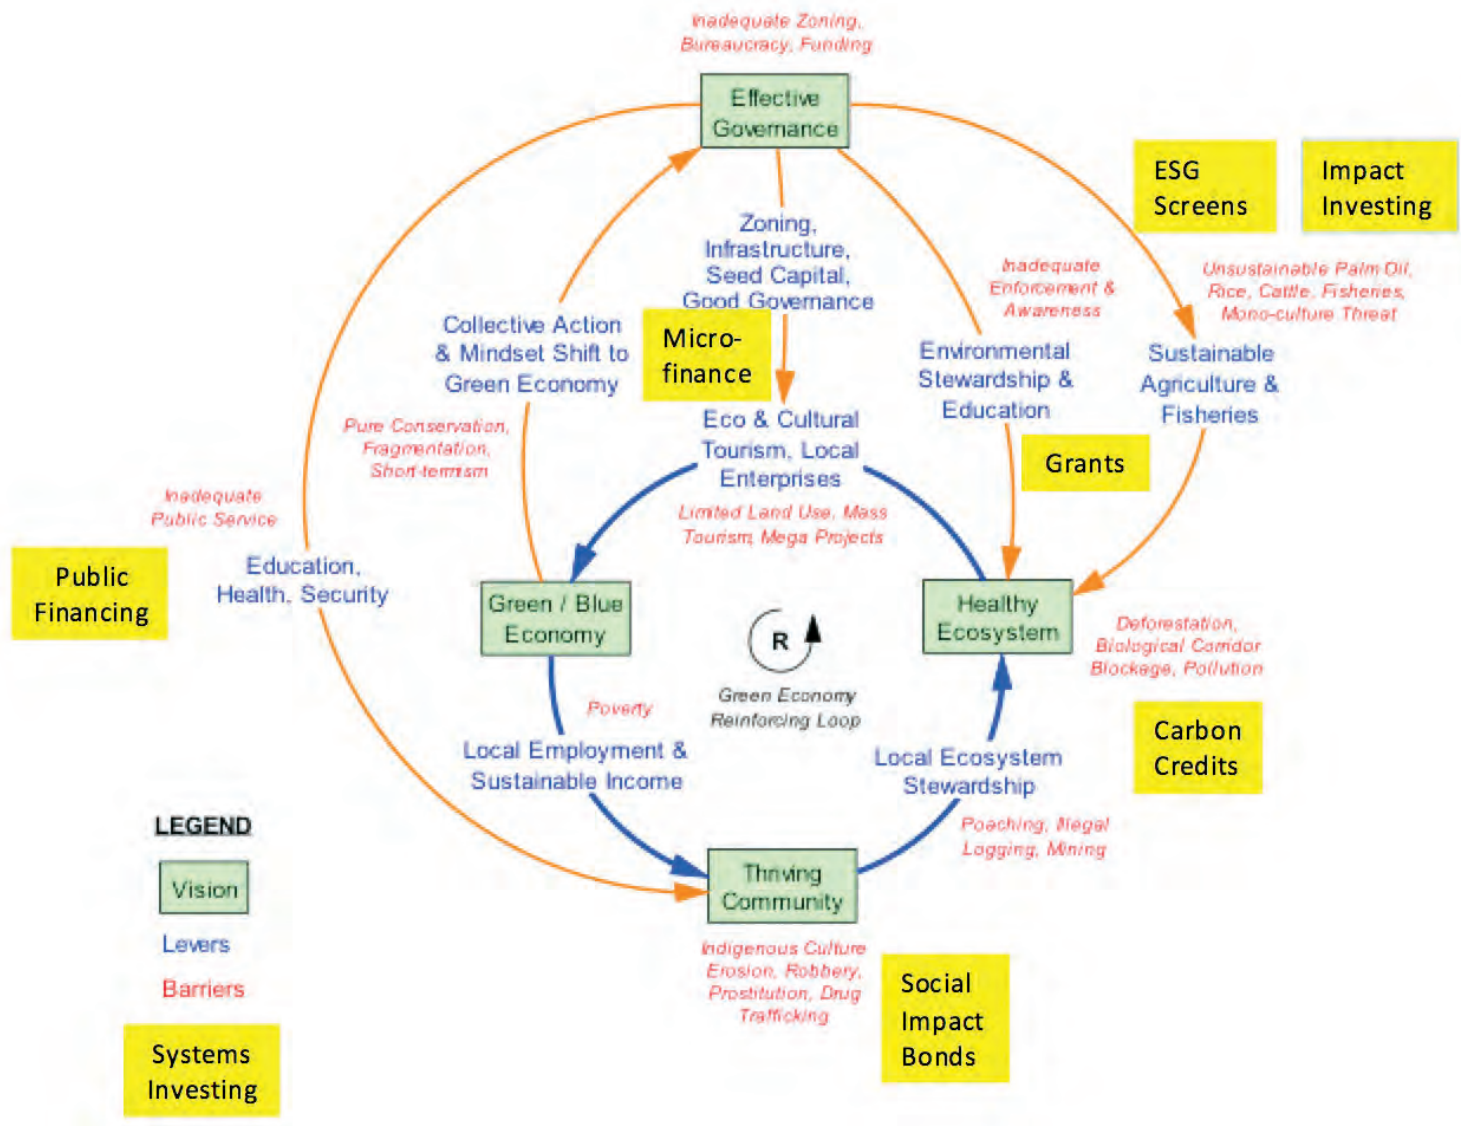 Inadequate Zoning,
Bureaucracy, Funding
Effective
Governance
ESG
Screens
Impact
Investing
Zoning,
Infrastructure,
Seed Capital,
Good Governance
Inadequate
Enforcement &
Awareness
Unsustainable Palm Oil,
Rice, Cattle, Fisheries,
Mono-culture Threat
Collective Action
& Mindset Shift to
Green Economy
Micro-
finance
Environmental
Stewardship &
Education
Sustainable
Agriculture &
Fisheries
Pure Conservation,
Fragmentation,
Short-termism
Eco & Cultural
Tourism, Local
Enterprises
Grants
Inadequate
Public Service
Limited Land Use, Mass
Tourism, Mega Projects
Public
Financing
Education,
Health, Security
Green / Blue
Economy
R
Green Economy
Reinforcing Loop
Healthy
Ecosystem
Deforestation,
Biological Corridor
Blockage, Pollution
Poverty
Local Employment &
Sustainable Income
Local Ecosystem
Stewardship
Carbon
Credits
Poaching, Illegal
Logging, Mining
Thriving
Community
Indigenous Culture
Erosion, Robbery,
Prostitution, Drug
Trafficking
Social
Impact
Bonds
LEGEND
Vision
Levers
Barriers
Systems
Investing